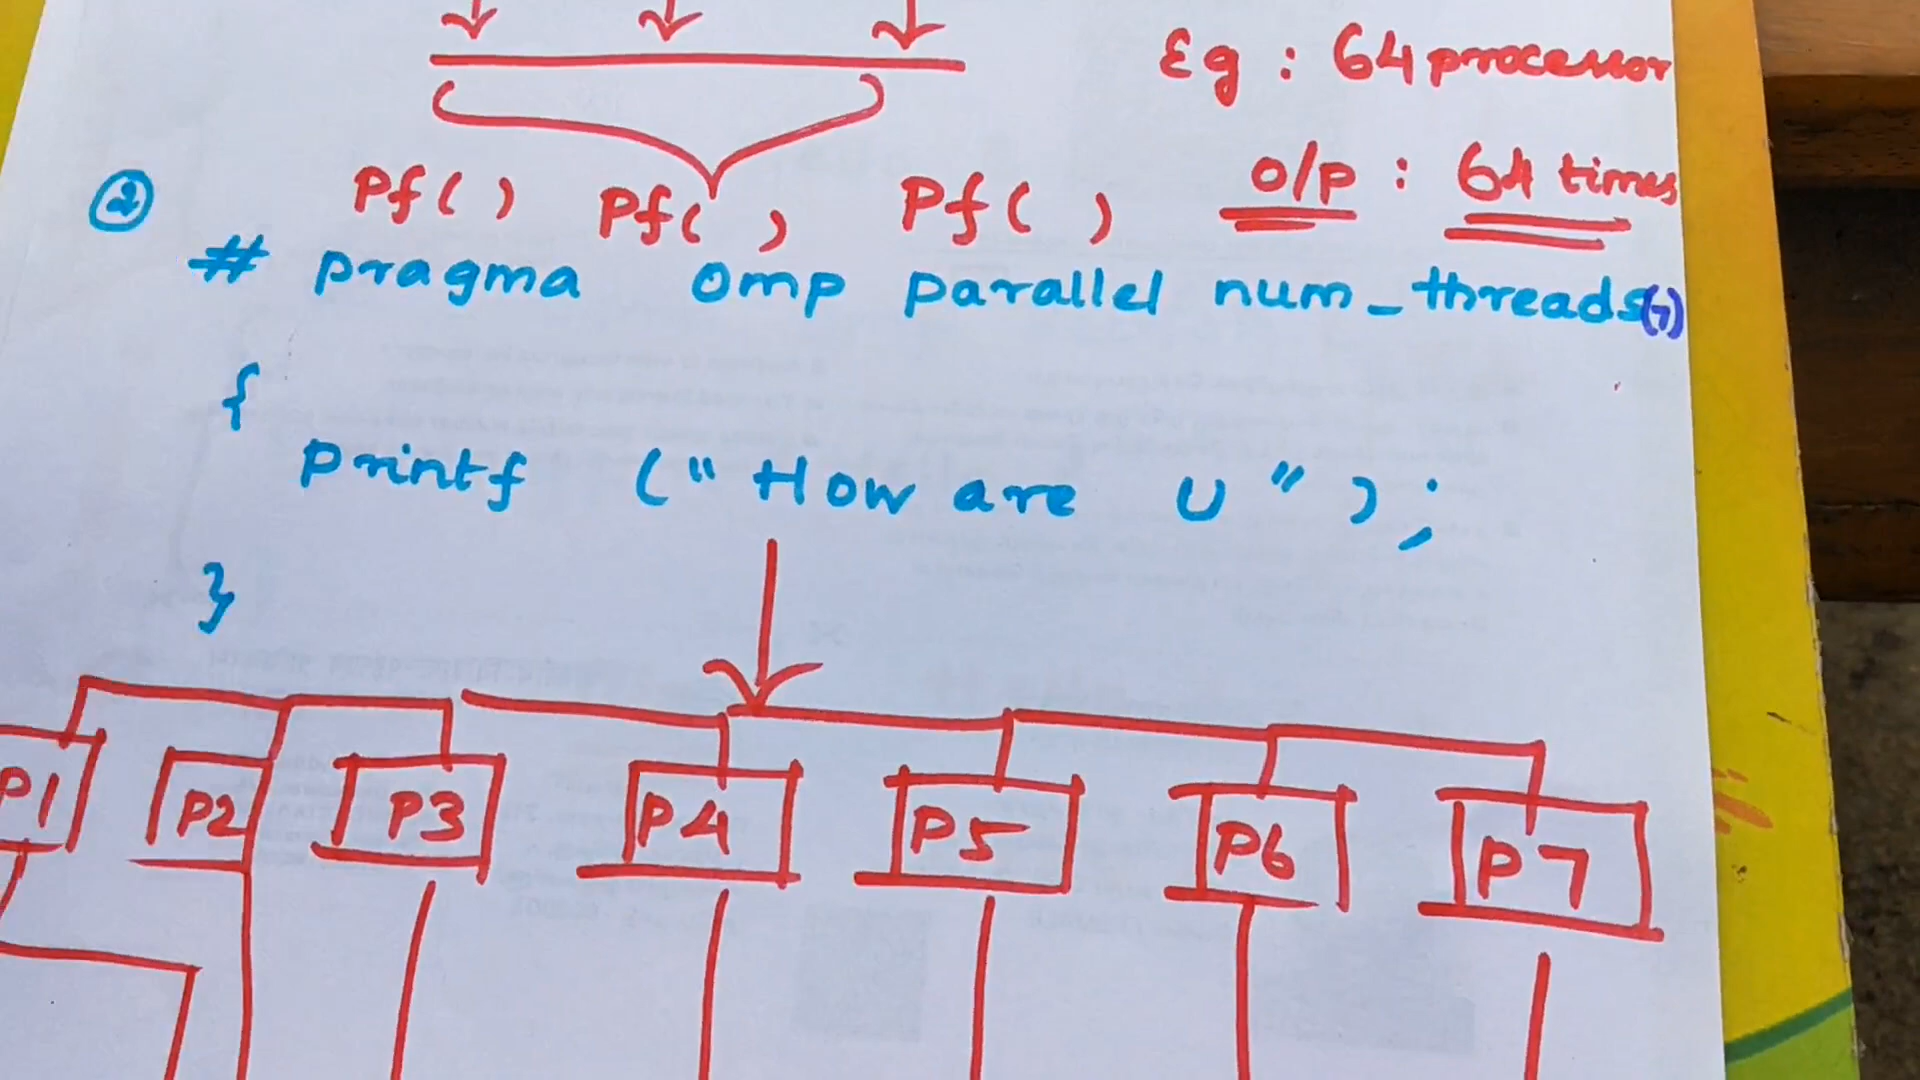 Eg : 64 processor
O/P : 64 times
Pf( ) Pf( ) Pf( )
②
# pragma omp parallel num_threads(7)
{
printf (" How are U " ) ;
}
P1 P2 P3 P4 P5 P6 P7